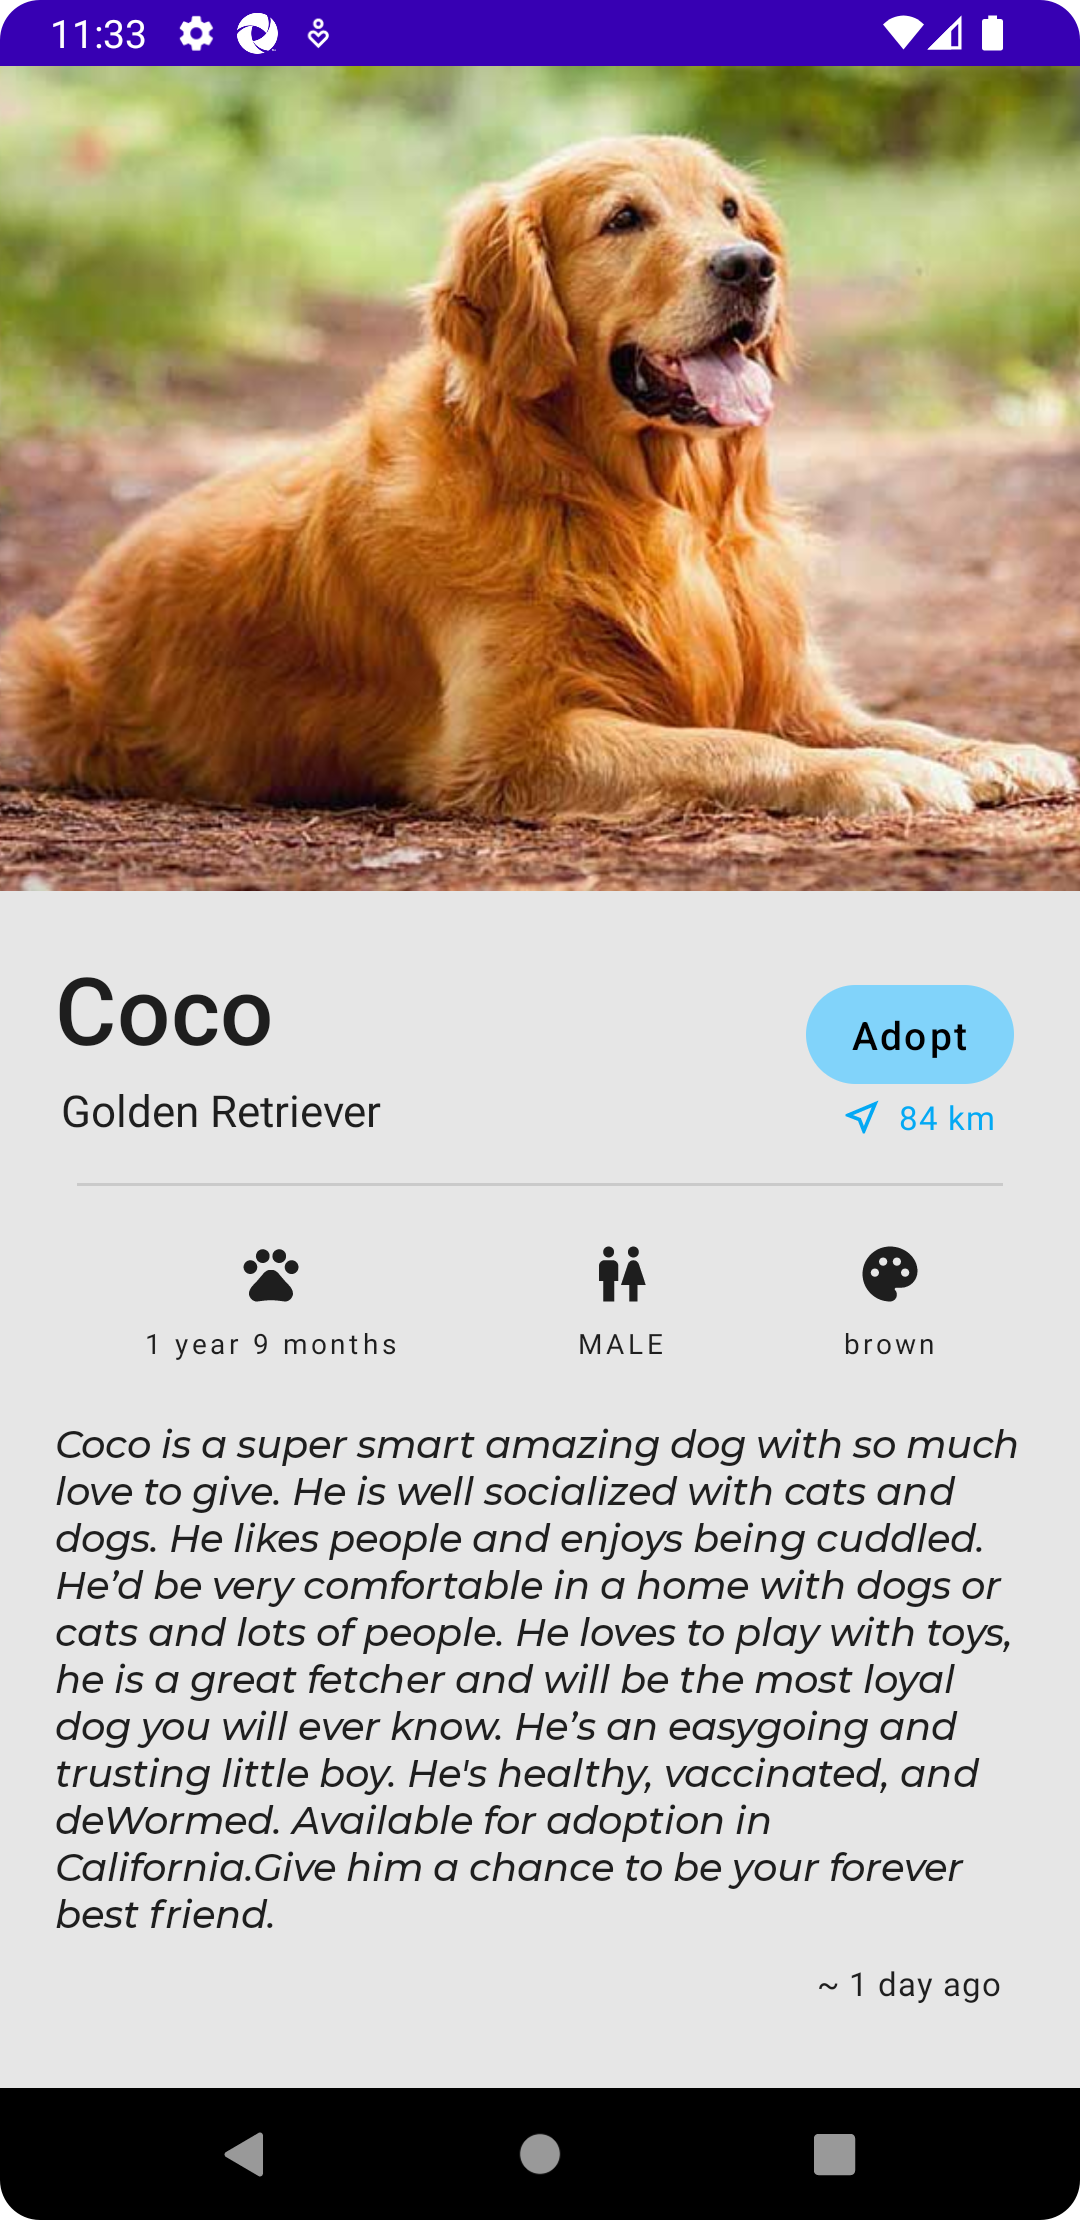 11:33
Coco
Adopt
Golden Retriever
84 km
1 year 9 months
MALE
brown
Coco is a super smart amazing dog with so much
love to give. He is well socialized with cats and
dogs. He likes people and enjoys being cuddled.
He’d be very comfortable in a home with dogs or
cats and lots of people. He loves to play with toys,
he is a great fetcher and will be the most loyal
dog you will ever know. He’s an easygoing and
trusting little boy. He's healthy, vaccinated, and
deWormed. Available for adoption in
California.Give him a chance to be your forever
best friend.
~ 1 day ago